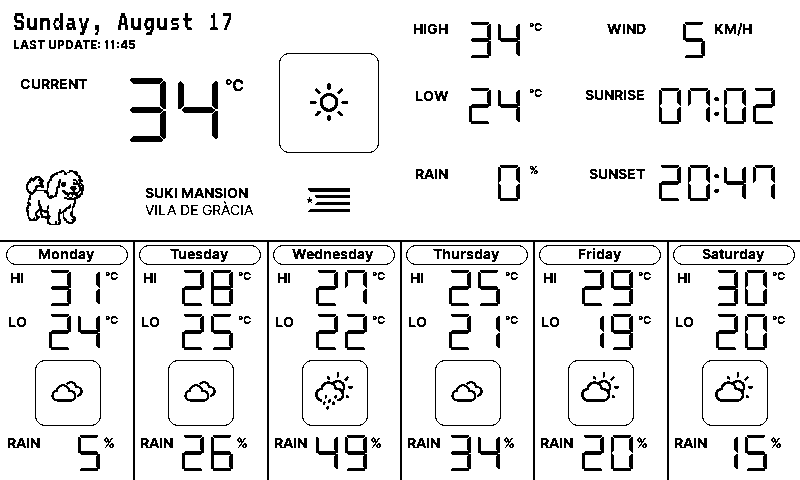 Sunday, August 17
LAST UPDATE: 11:45
CURRENT 34 °C
HIGH 34 °C
WIND 5 KM/H
LOW 24 °C
SUNRISE 07:02
RAIN 0 %
SUNSET 20:47
SUKI MANSION
VILA DE GRÀCIA
Monday
HI 31 °C
LO 24 °C
RAIN 5 %
Tuesday
HI 28 °C
LO 25 °C
RAIN 26 %
Wednesday
HI 27 °C
LO 22 °C
RAIN 49 %
Thursday
HI 25 °C
LO 21 °C
RAIN 34 %
Friday
HI 29 °C
LO 19 °C
RAIN 20 %
Saturday
HI 30 °C
LO 20 °C
RAIN 15 %